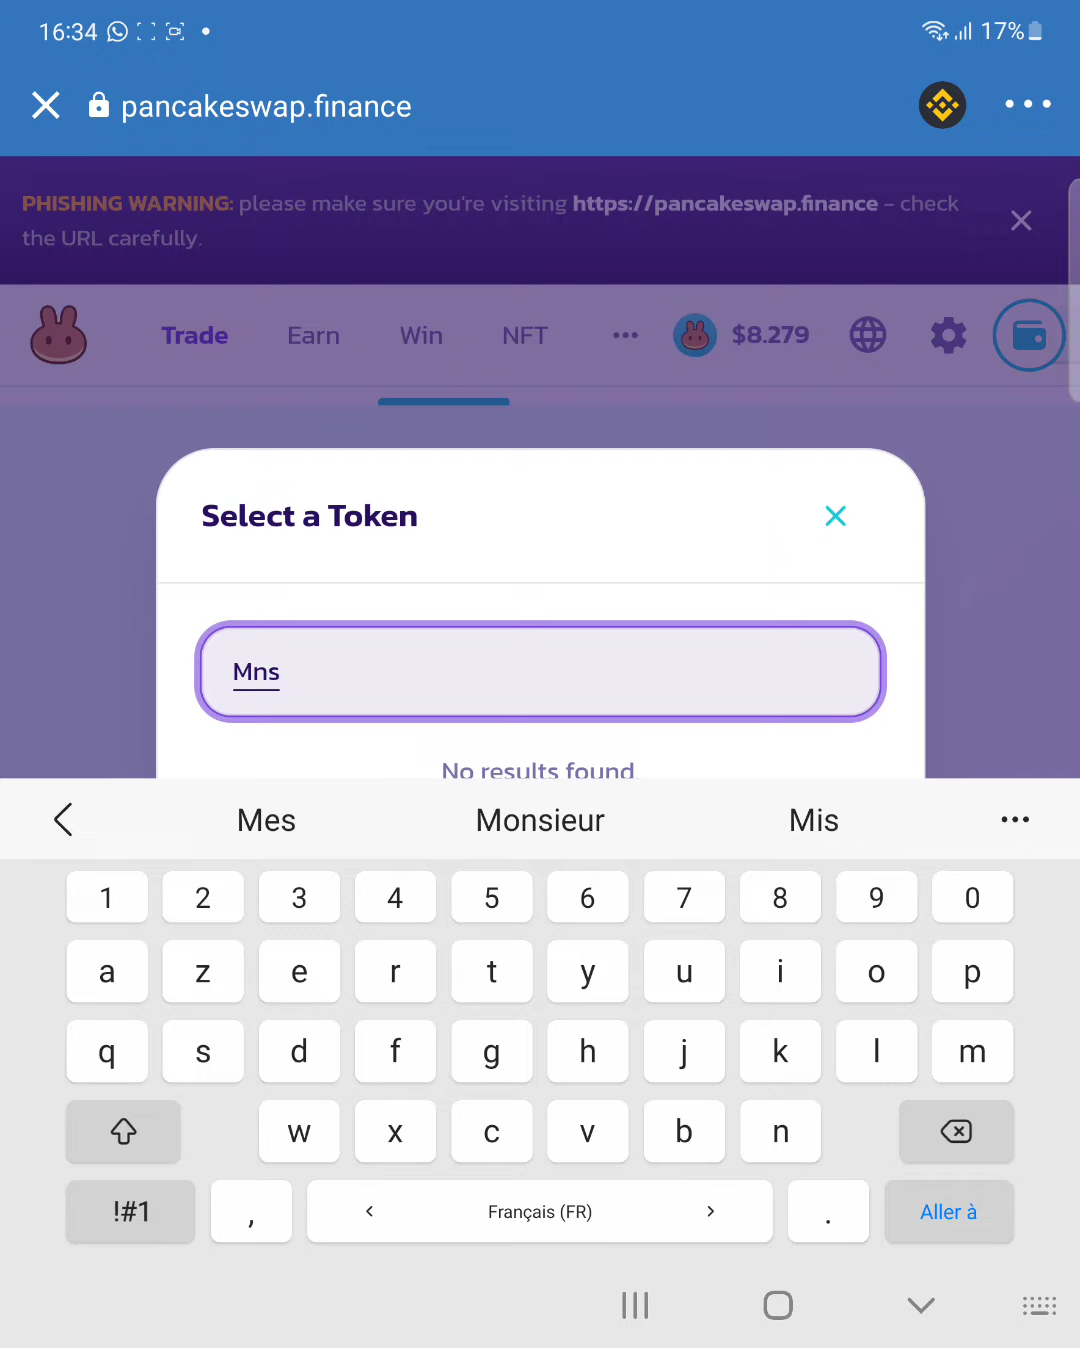 16:34 17%
pancakeswap.finance
PHISHING WARNING: please make sure you're visiting https://pancakeswap.finance - check
the URL carefully.
Trade Earn Win NFT $8.279
Select a Token
Mns
No results found
Mes Monsieur Mis
1 2 3 4 5 6 7 8 9 0
a z e r t y u i o p
q s d f g h j k l m
w x c v b n
!#1 , < Français (FR) > . Aller à